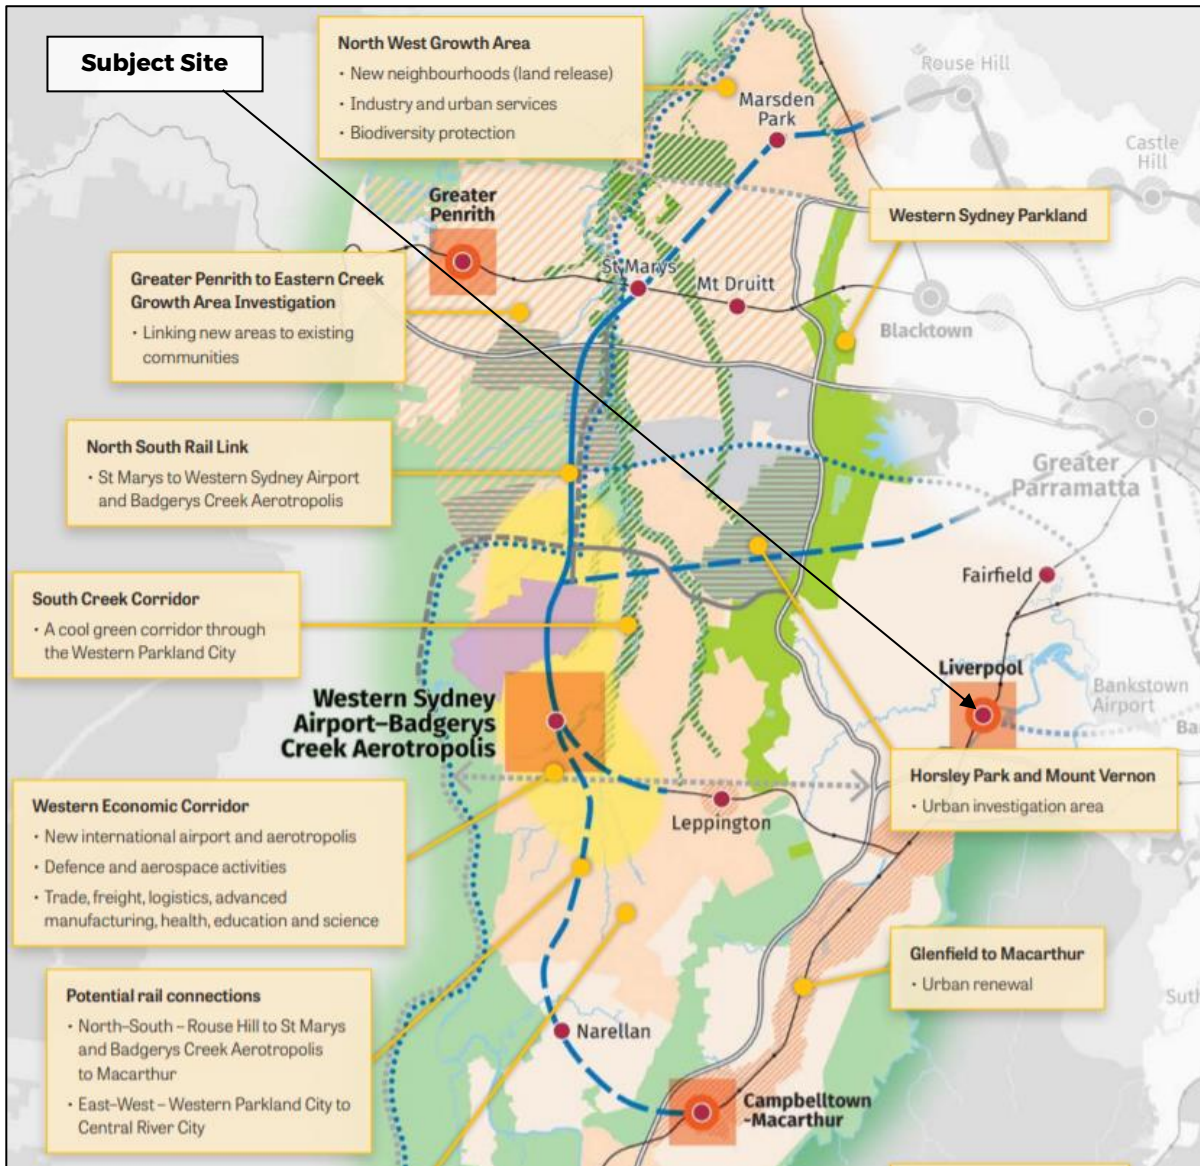 Subject Site
North West Growth Area
· New neighbourhoods (land release)
· Industry and urban services
· Biodiversity protection
Rouse Hill
Marsden
Park
Castle
Hill
Greater
Penrith
Western Sydney Parkland
Greater Penrith to Eastern Creek
Growth Area Investigation
· Linking new areas to existing
communities
St Marys
Mt Druitt
Blacktown
North South Rail Link
· St Marys to Western Sydney Airport
and Badgerys Creek Aerotropolis
Greater
Parramatta
South Creek Corridor
· A cool green corridor through
the Western Parkland City
Fairfield
Liverpool
Bankstown
Airport
Ba
Western Sydney
Airport–Badgerys
Creek Aerotropolis
Horsley Park and Mount Vernon
· Urban investigation area
Western Economic Corridor
· New international airport and aerotropolis
· Defence and aerospace activities
· Trade, freight, logistics, advanced
manufacturing, health, education and science
Leppington
Glenfield to Macarthur
· Urban renewal
Suth
Potential rail connections
· North–South – Rouse Hill to St Marys
and Badgerys Creek Aerotropolis
to Macarthur
· East–West – Western Parkland City to
Central River City
Narellan
Campbelltown
-Macarthur